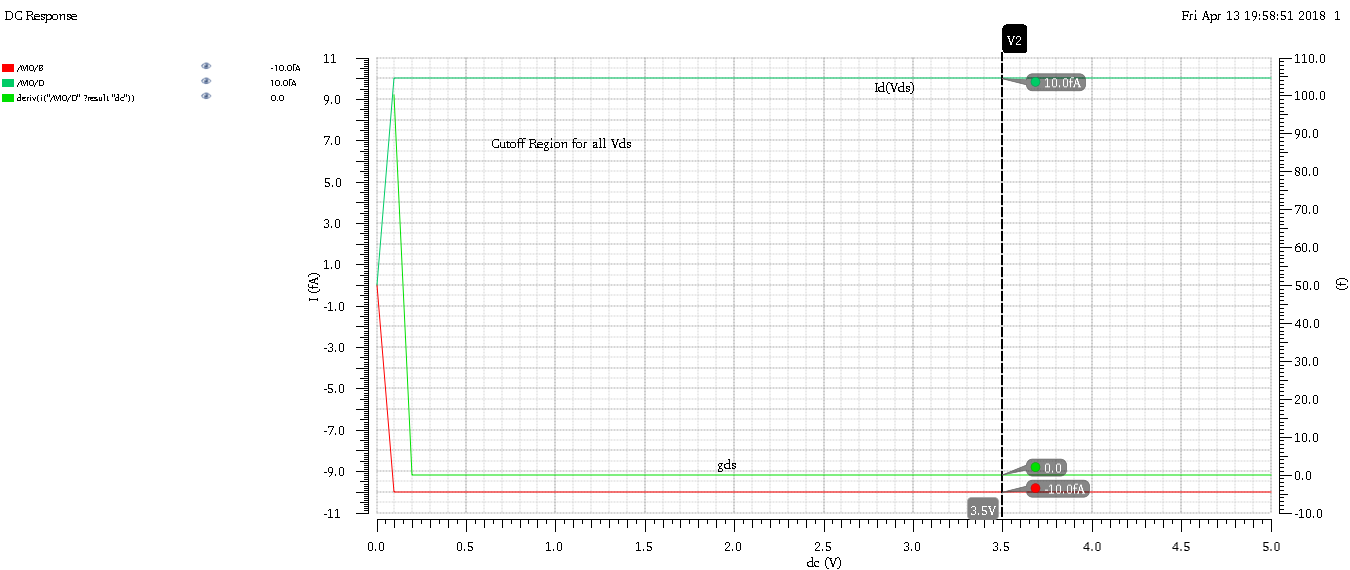 DC Response
Fri Apr 13 19:58:51 2018 1
V2
/M0/B -10.0fA
/M0/D 10.0fA
deriv(i("/M0/D" ?result "dc")) 0.0
11
9.0
7.0
5.0
3.0
1.0
-1.0
-3.0
-5.0
-7.0
-9.0
-11
I (fA)
Id(Vds)
10.0fA
Cutoff Region for all Vds
gds
0.0
-10.0fA
3.5V
110.0
100.0
90.0
80.0
70.0
60.0
50.0
40.0
30.0
20.0
10.0
0.0
-10.0
(f)
0.0 0.5 1.0 1.5 2.0 2.5 3.0 3.5 4.0 4.5 5.0
dc (V)